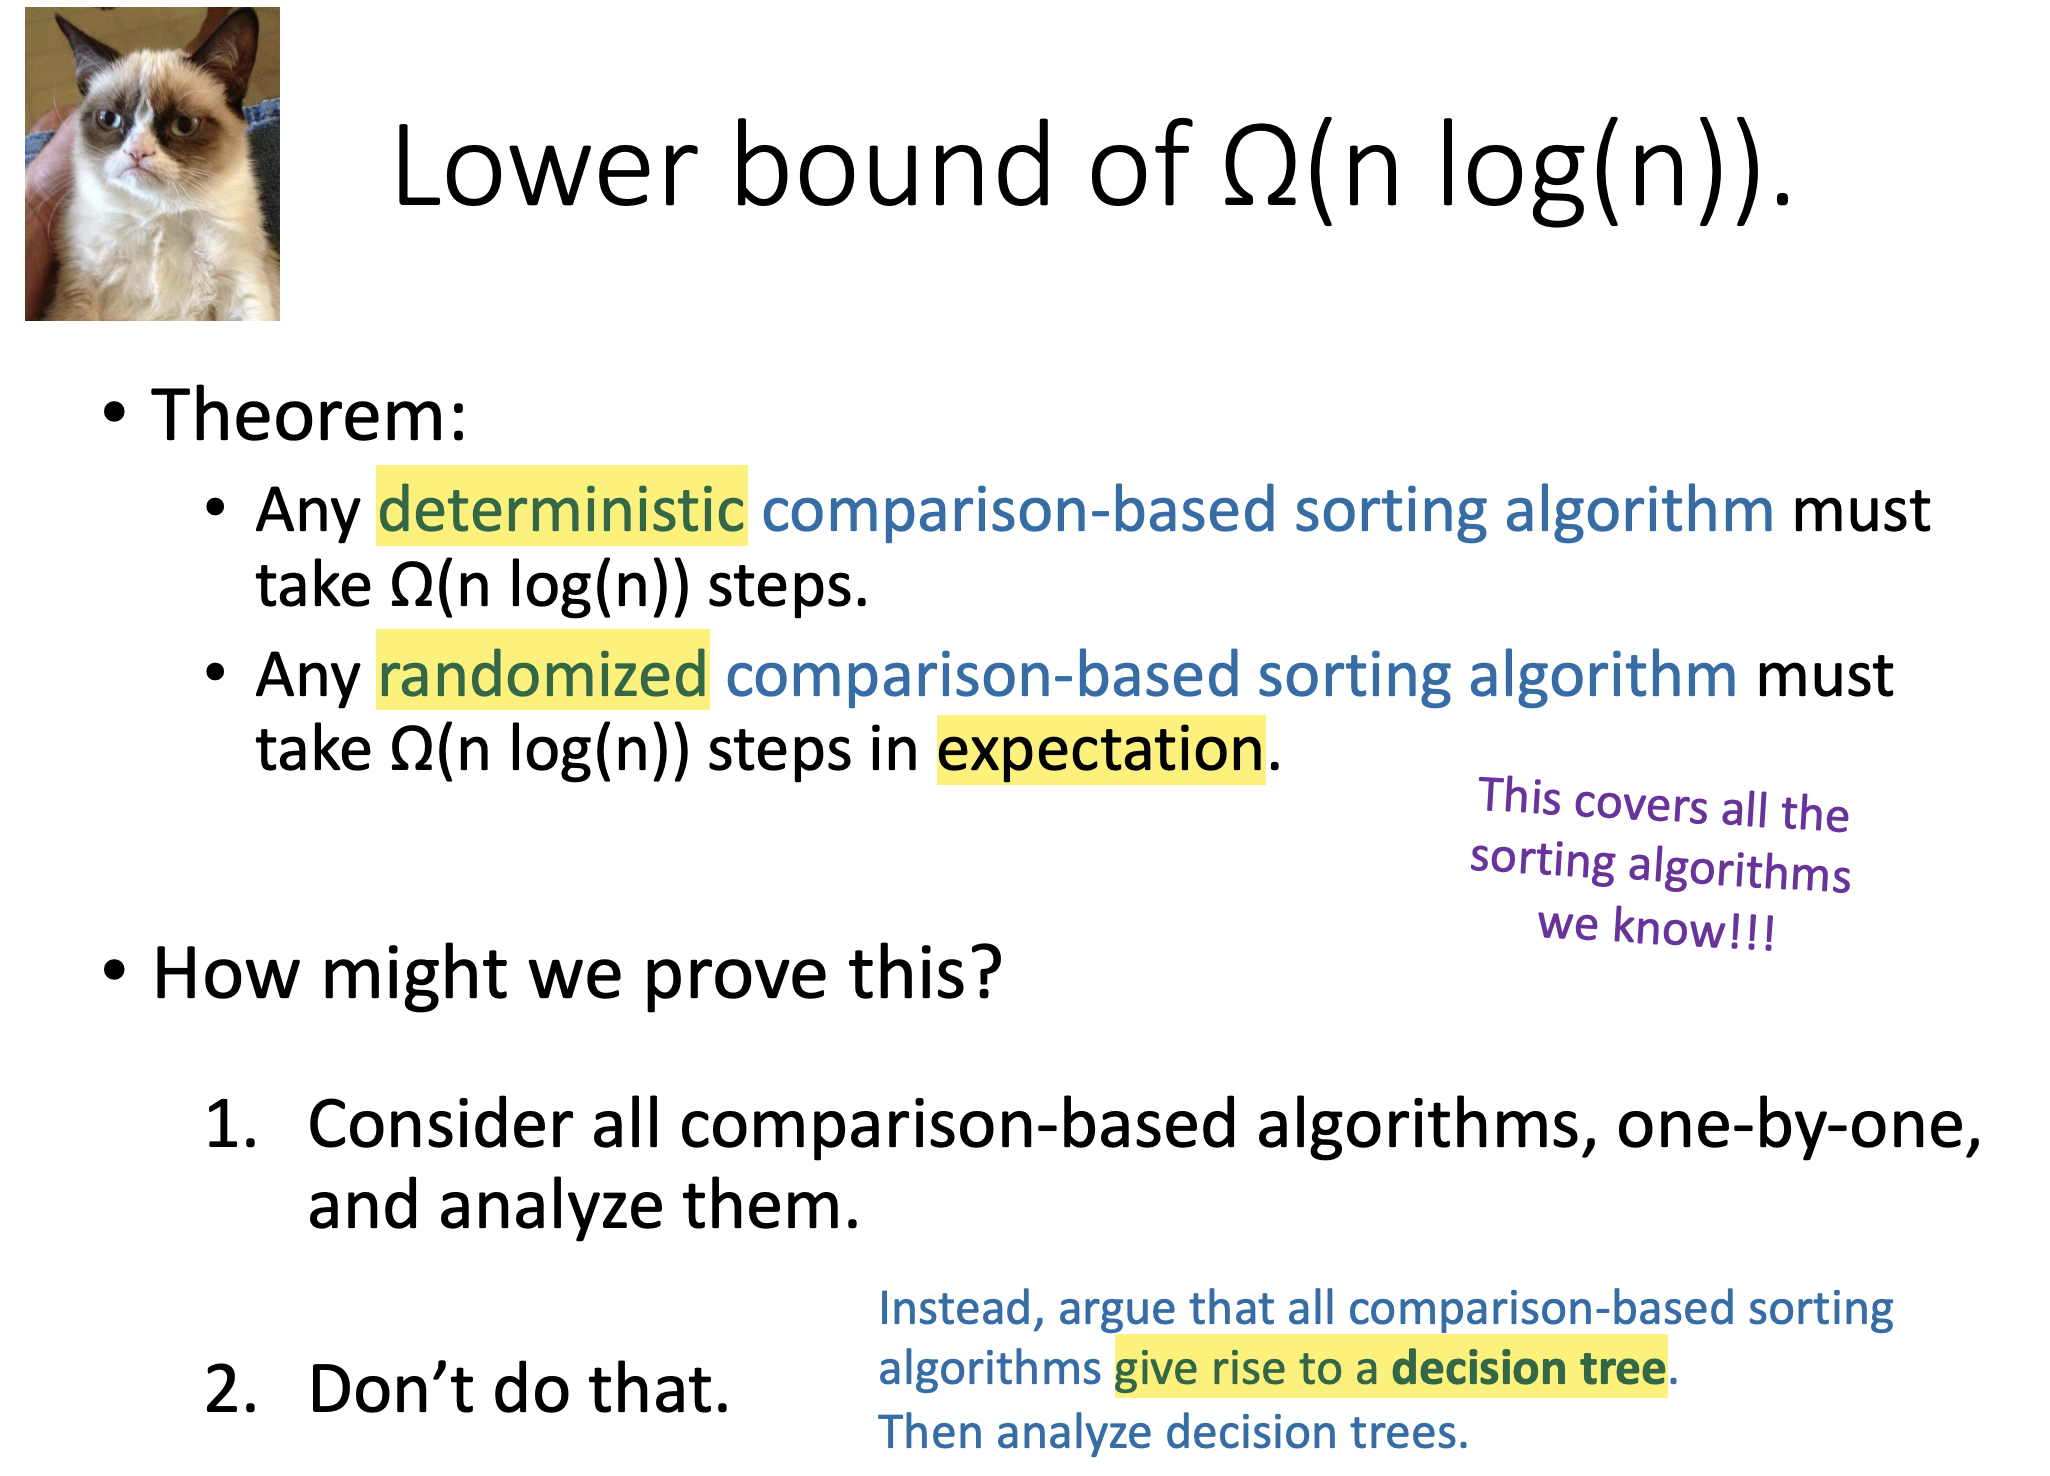 Lower bound of Ω(n log(n)).
• Theorem:
• Any deterministic comparison-based sorting algorithm must
take Ω(n log(n)) steps.
• Any randomized comparison-based sorting algorithm must
take Ω(n log(n)) steps in expectation.
This covers all the
sorting algorithms
we know!!!
• How might we prove this?
1. Consider all comparison-based algorithms, one-by-one,
and analyze them.
2. Don’t do that.
Instead, argue that all comparison-based sorting
algorithms give rise to a decision tree.
Then analyze decision trees.